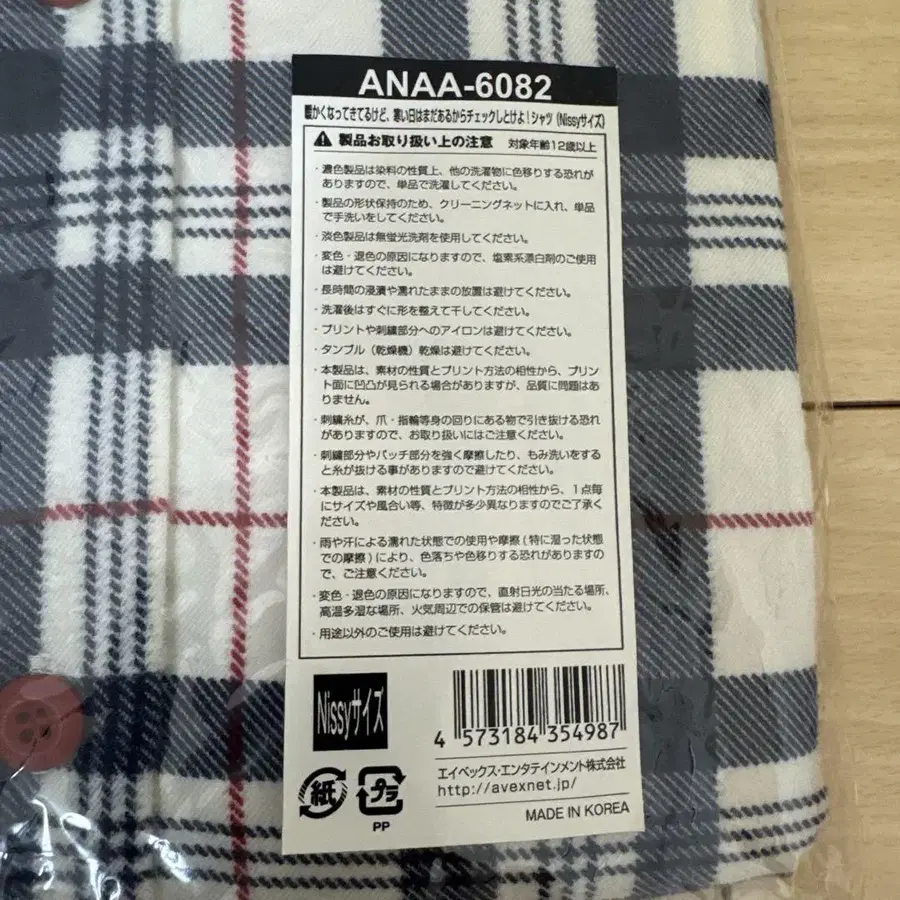 ANAA-6082
暖かくなってきてるけど、寒い日はまだあるからチェックしとけよ!シャツ(Nissyサイズ)
製品お取り扱い上の注意 対象年齢12歳以上
・濃色製品は染料の性質上、他の洗濯物に色移りする恐れが
ありますので、単品で洗濯してください。
・製品の形状保持のため、クリーニングネットに入れ、単品
で手洗いをしてください。
・淡色製品は無蛍光洗剤を使用してください。
・変色・退色の原因になりますので、塩素系漂白剤のご使用
は避けてください。
・長時間の浸漬や濡れたままの放置は避けてください。
・洗濯後はすぐに形を整えて干してください。
・プリントや刺繍部分へのアイロンは避けてください。
・タンブル(乾燥機)乾燥は避けてください。
・本製品は、素材の性質とプリント方法の相性から、プリン
ト面に凹凸が見られる場合がありますが、品質に問題はあ
りません。
・刺繍糸が、爪・指輪等身の回りにある物で引き抜ける恐れ
がありますので、お取り扱いにはご注意ください。
・刺繍部分やパッチ部分を強く摩擦したり、もみ洗いをする
と糸が抜ける事がありますので避けてください。
・本製品は、素材の性質とプリント方法の相性から、1点毎
にサイズや風合い等、特徴が多少異なりますのでご了承く
ださい。
・雨や汗による濡れた状態での使用や摩擦(特に湿った状態
での摩擦)により、色落ちや色移りする恐れがありますの
で、ご注意ください。
・変色・退色の原因になりますので、直射日光の当たる場所、
高温多湿な場所、火気周辺での保管は避けてください。
・用途以外のご使用は避けてください。
Nissyサイズ
4 573184 354987
エイベックス・エンタテインメント株式会社
http://avexnet.jp/
紙
プラ
PP
MADE IN KOREA